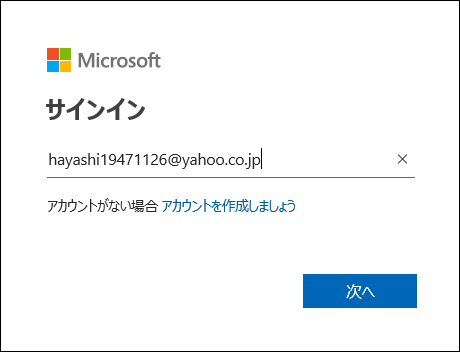 Microsoft
サインイン
hayashi19471126@yahoo.co.jp
アカウントがない場合 アカウントを作成しましょう
次へ